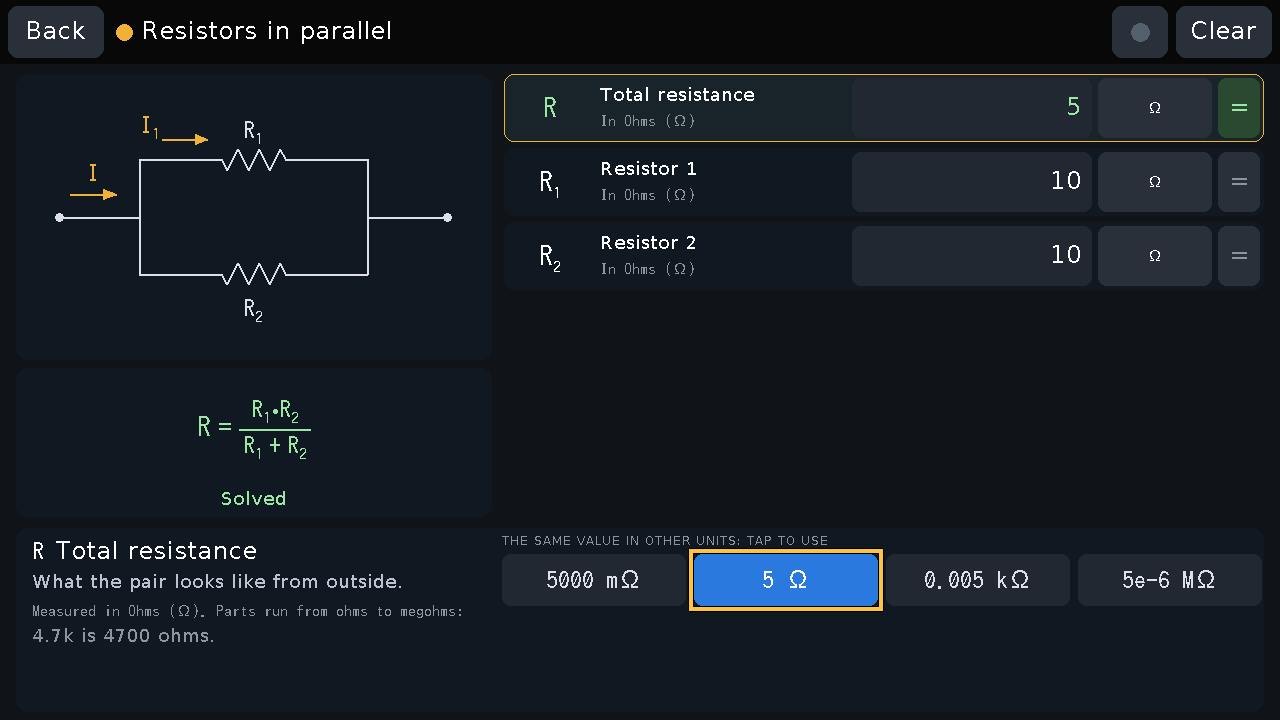 Back
Resistors in parallel
Clear
I1
R1
I
R2
R = R1•R2 / R1 + R2
Solved
R Total resistance In Ohms (Ω) 5 Ω =
R1 Resistor 1 In Ohms (Ω) 10 Ω =
R2 Resistor 2 In Ohms (Ω) 10 Ω =
R Total resistance
What the pair looks like from outside.
Measured in Ohms (Ω). Parts run from ohms to megohms:
4.7k is 4700 ohms.
THE SAME VALUE IN OTHER UNITS: TAP TO USE
5000 mΩ
5 Ω
0.005 kΩ
5e-6 MΩ